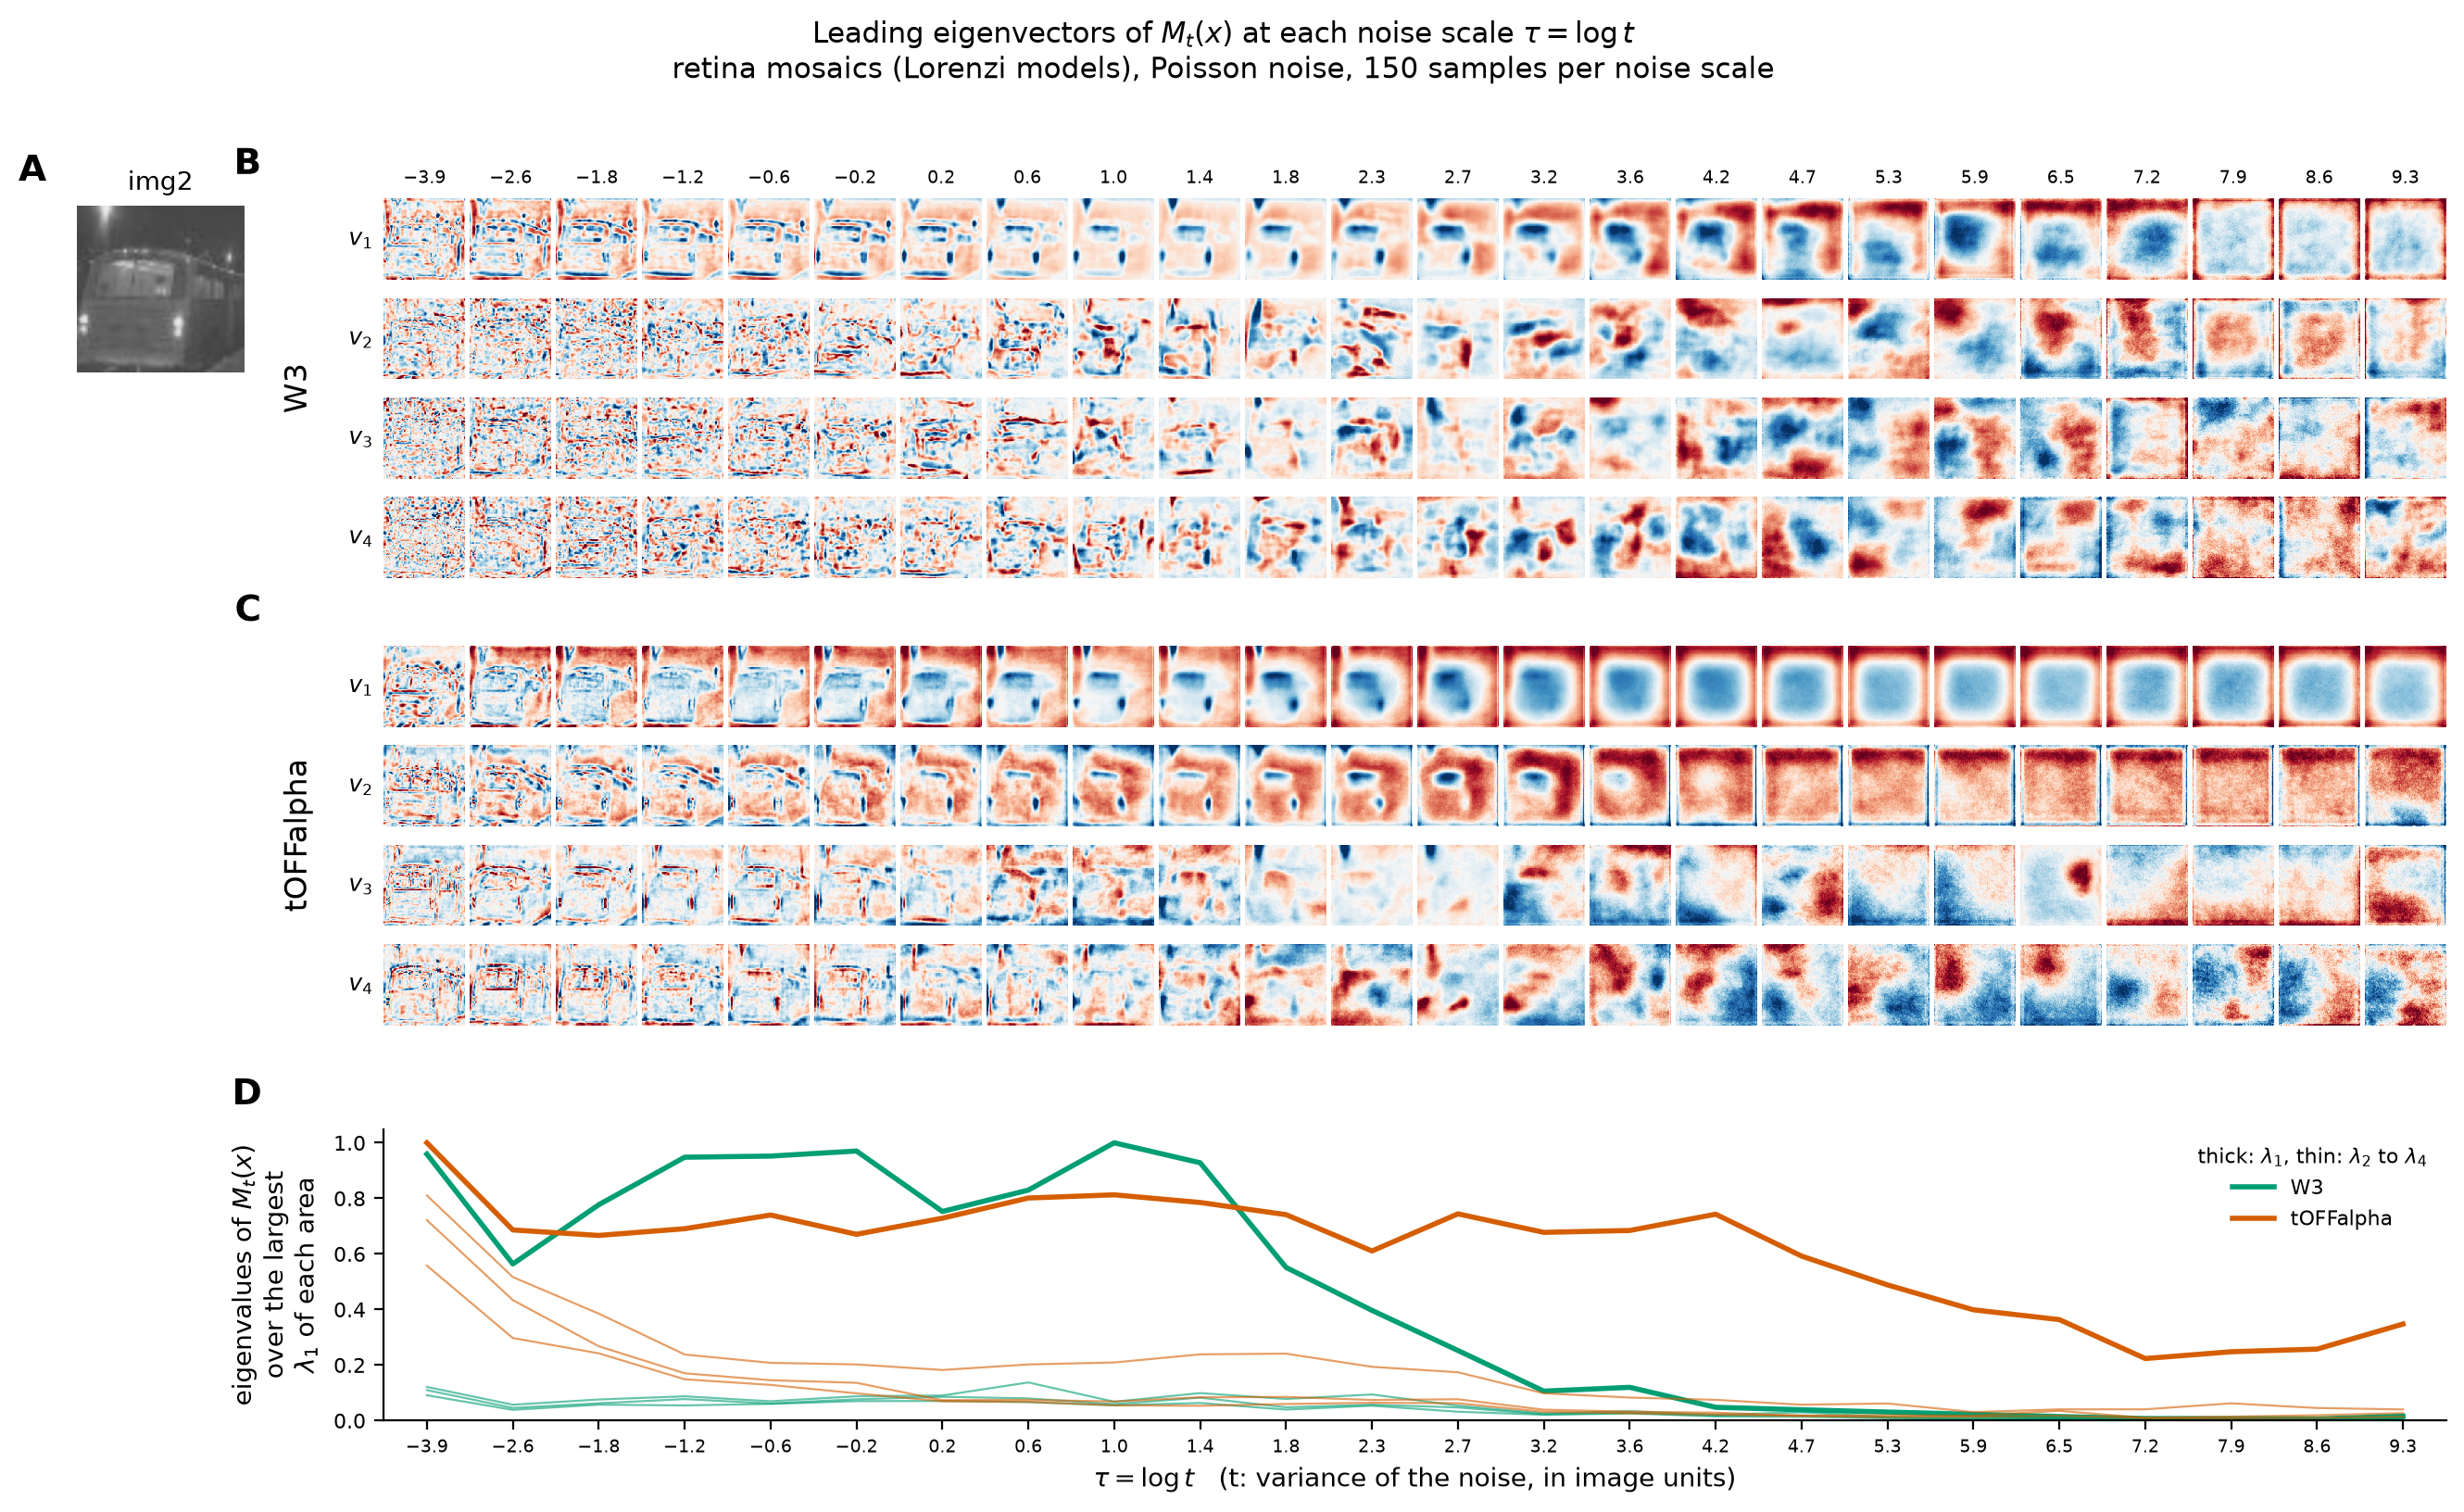 Leading eigenvectors of M_t(x) at each noise scale τ = log t
retina mosaics (Lorenzi models), Poisson noise, 150 samples per noise scale
A
img2
B
−3.9 −2.6 −1.8 −1.2 −0.6 −0.2 0.2 0.6 1.0 1.4 1.8 2.3 2.7 3.2 3.6 4.2 4.7 5.3 5.9 6.5 7.2 7.9 8.6 9.3
W3
v1
v2
v3
v4
C
tOFFalpha
v1
v2
v3
v4
D
eigenvalues of M_t(x)
over the largest
λ1 of each area
1.0
0.8
0.6
0.4
0.2
0.0
thick: λ1, thin: λ2 to λ4
W3
tOFFalpha
−3.9 −2.6 −1.8 −1.2 −0.6 −0.2 0.2 0.6 1.0 1.4 1.8 2.3 2.7 3.2 3.6 4.2 4.7 5.3 5.9 6.5 7.2 7.9 8.6 9.3
τ = log t (t: variance of the noise, in image units)